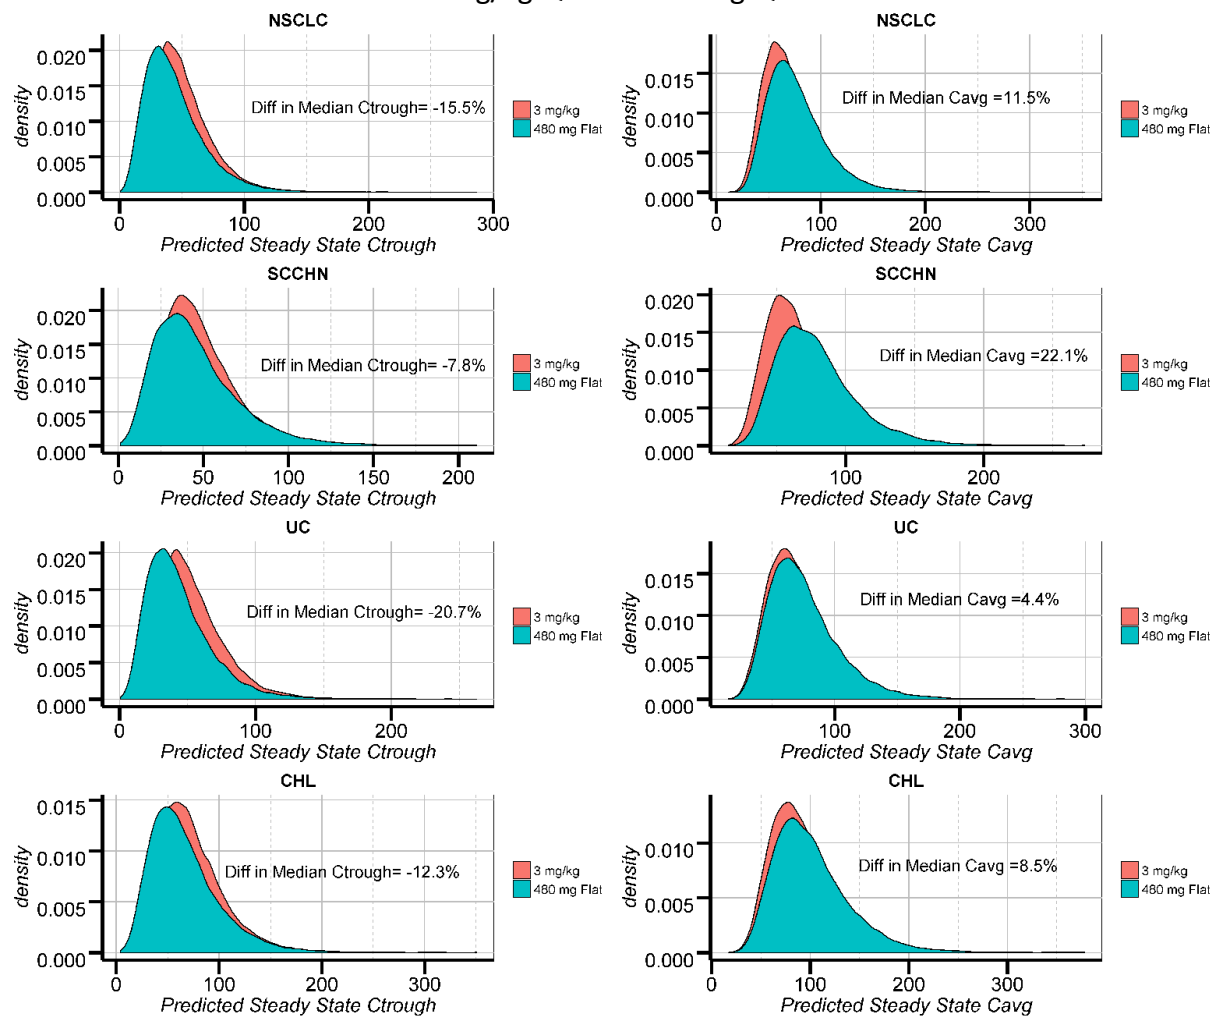 NSCLC
density
0.020
0.015
0.010
0.005
0.000
Diff in Median Ctrough= -15.5%
3 mg/kg
480 mg Flat
0 100 200 300
Predicted Steady State Ctrough
NSCLC
density
0.015
0.010
0.005
0.000
Diff in Median Cavg =11.5%
3 mg/kg
480 mg Flat
0 100 200 300
Predicted Steady State Cavg
SCCHN
density
0.020
0.015
0.010
0.005
0.000
Diff in Median Ctrough= -7.8%
3 mg/kg
480 mg Flat
0 50 100 150 200
Predicted Steady State Ctrough
SCCHN
density
0.020
0.015
0.010
0.005
0.000
Diff in Median Cavg =22.1%
3 mg/kg
480 mg Flat
100 200
Predicted Steady State Cavg
UC
density
0.020
0.015
0.010
0.005
0.000
Diff in Median Ctrough= -20.7%
3 mg/kg
480 mg Flat
0 100 200
Predicted Steady State Ctrough
UC
density
0.015
0.010
0.005
0.000
Diff in Median Cavg =4.4%
3 mg/kg
480 mg Flat
100 200 300
Predicted Steady State Cavg
CHL
density
0.015
0.010
0.005
0.000
Diff in Median Ctrough= -12.3%
3 mg/kg
480 mg Flat
0 100 200 300
Predicted Steady State Ctrough
CHL
density
0.010
0.005
0.000
Diff in Median Cavg =8.5%
3 mg/kg
480 mg Flat
0 100 200 300
Predicted Steady State Cavg